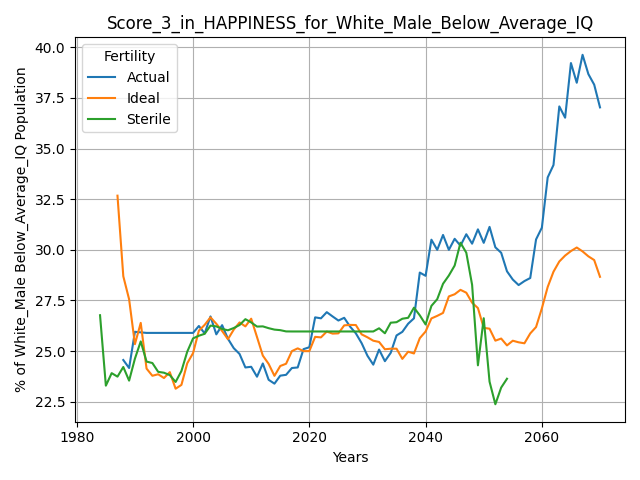 Score_3_in_HAPPINESS_for_White_Male_Below_Average_IQ
% of White_Male Below_Average_IQ Population
40.0
37.5
35.0
32.5
30.0
27.5
25.0
22.5
Fertility
Actual
Ideal
Sterile
1980
2000
2020
2040
2060
Years